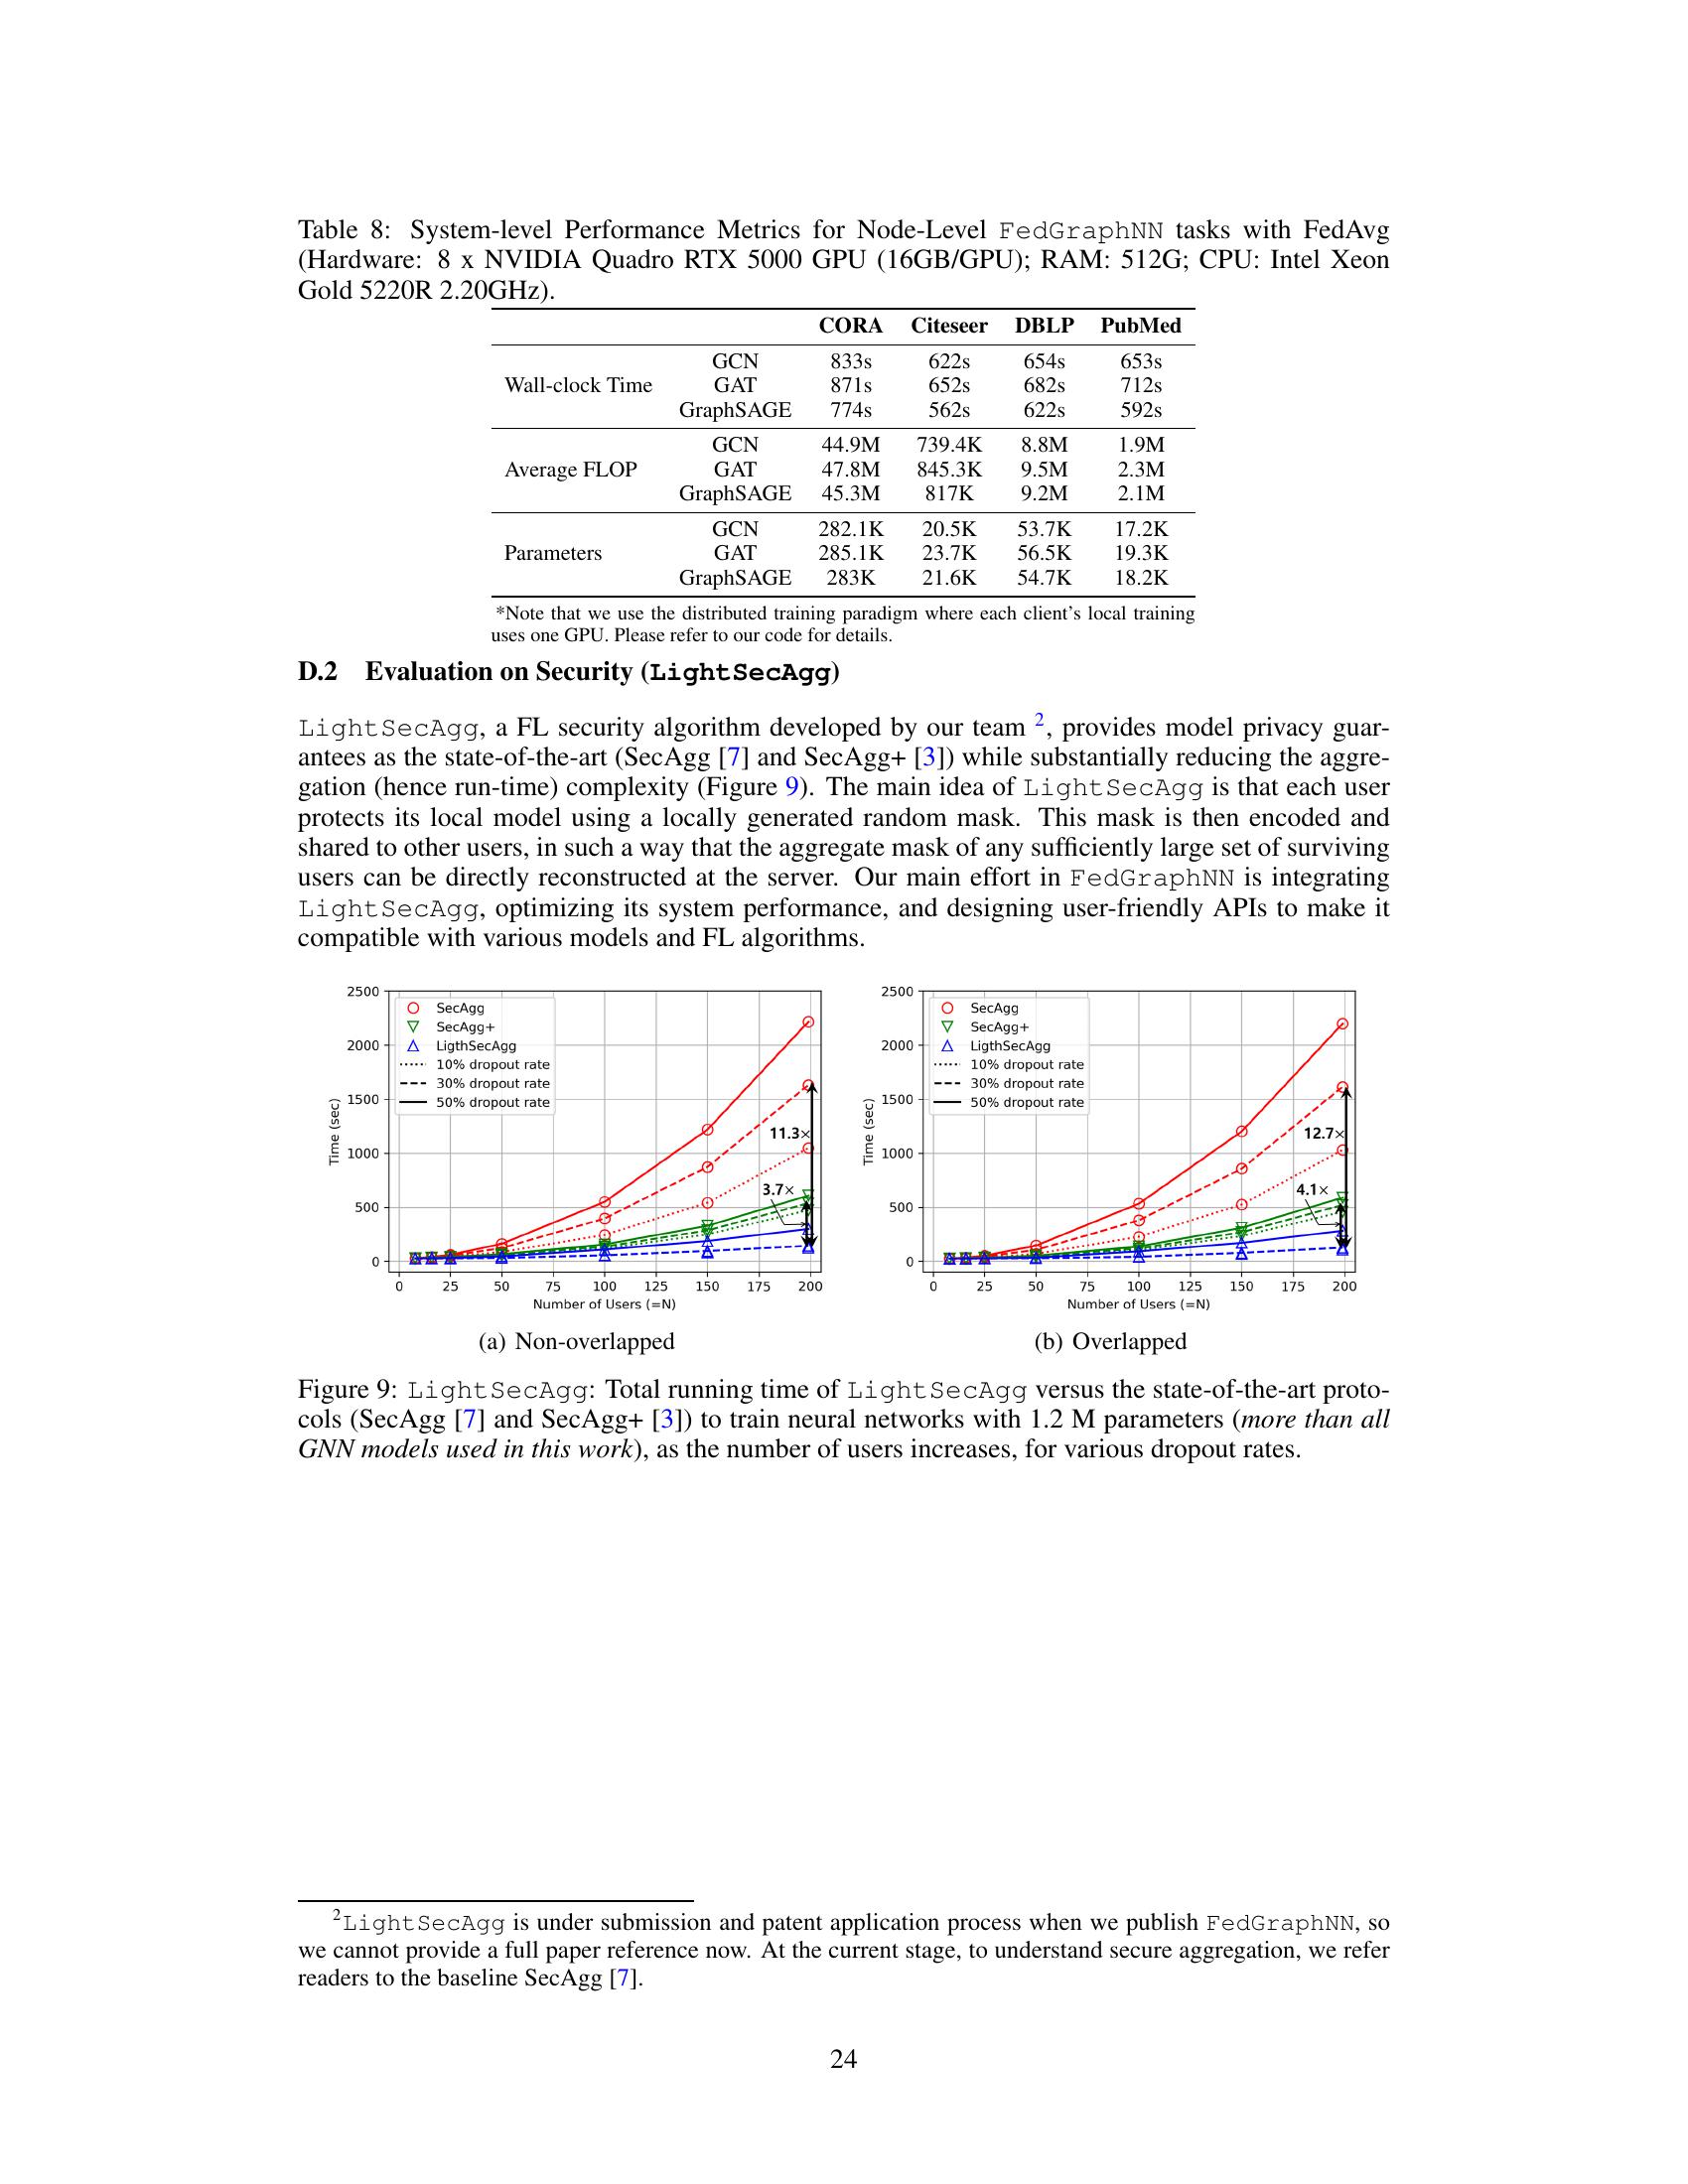 Table 8: System-level Performance Metrics for Node-Level FedGraphNN tasks with FedAvg
(Hardware: 8 x NVIDIA Quadro RTX 5000 GPU (16GB/GPU); RAM: 512G; CPU: Intel Xeon
Gold 5220R 2.20GHz).
CORA Citeseer DBLP PubMed
GCN 833s 622s 654s 653s
Wall-clock Time GAT 871s 652s 682s 712s
GraphSAGE 774s 562s 622s 592s
GCN 44.9M 739.4K 8.8M 1.9M
Average FLOP GAT 47.8M 845.3K 9.5M 2.3M
GraphSAGE 45.3M 817K 9.2M 2.1M
GCN 282.1K 20.5K 53.7K 17.2K
Parameters GAT 285.1K 23.7K 56.5K 19.3K
GraphSAGE 283K 21.6K 54.7K 18.2K
*Note that we use the distributed training paradigm where each client's local training
uses one GPU. Please refer to our code for details.
D.2 Evaluation on Security (LightSecAgg)
LightSecAgg, a FL security algorithm developed by our team 2, provides model privacy guar-
antees as the state-of-the-art (SecAgg [7] and SecAgg+ [3]) while substantially reducing the aggre-
gation (hence run-time) complexity (Figure 9). The main idea of LightSecAgg is that each user
protects its local model using a locally generated random mask. This mask is then encoded and
shared to other users, in such a way that the aggregate mask of any sufficiently large set of surviving
users can be directly reconstructed at the server. Our main effort in FedGraphNN is integrating
LightSecAgg, optimizing its system performance, and designing user-friendly APIs to make it
compatible with various models and FL algorithms.
2500
2000
1500
1000
500
0
Time (sec)
SecAgg
SecAgg+
LigthSecAgg
10% dropout rate
30% dropout rate
50% dropout rate
11.3×
3.7×
0 25 50 75 100 125 150 175 200
Number of Users (=N)
(a) Non-overlapped
2500
2000
1500
1000
500
0
Time (sec)
SecAgg
SecAgg+
LigthSecAgg
10% dropout rate
30% dropout rate
50% dropout rate
12.7×
4.1×
0 25 50 75 100 125 150 175 200
Number of Users (=N)
(b) Overlapped
Figure 9: LightSecAgg: Total running time of LightSecAgg versus the state-of-the-art proto-
cols (SecAgg [7] and SecAgg+ [3]) to train neural networks with 1.2 M parameters (more than all
GNN models used in this work), as the number of users increases, for various dropout rates.
2LightSecAgg is under submission and patent application process when we publish FedGraphNN, so
we cannot provide a full paper reference now. At the current stage, to understand secure aggregation, we refer
readers to the baseline SecAgg [7].
24